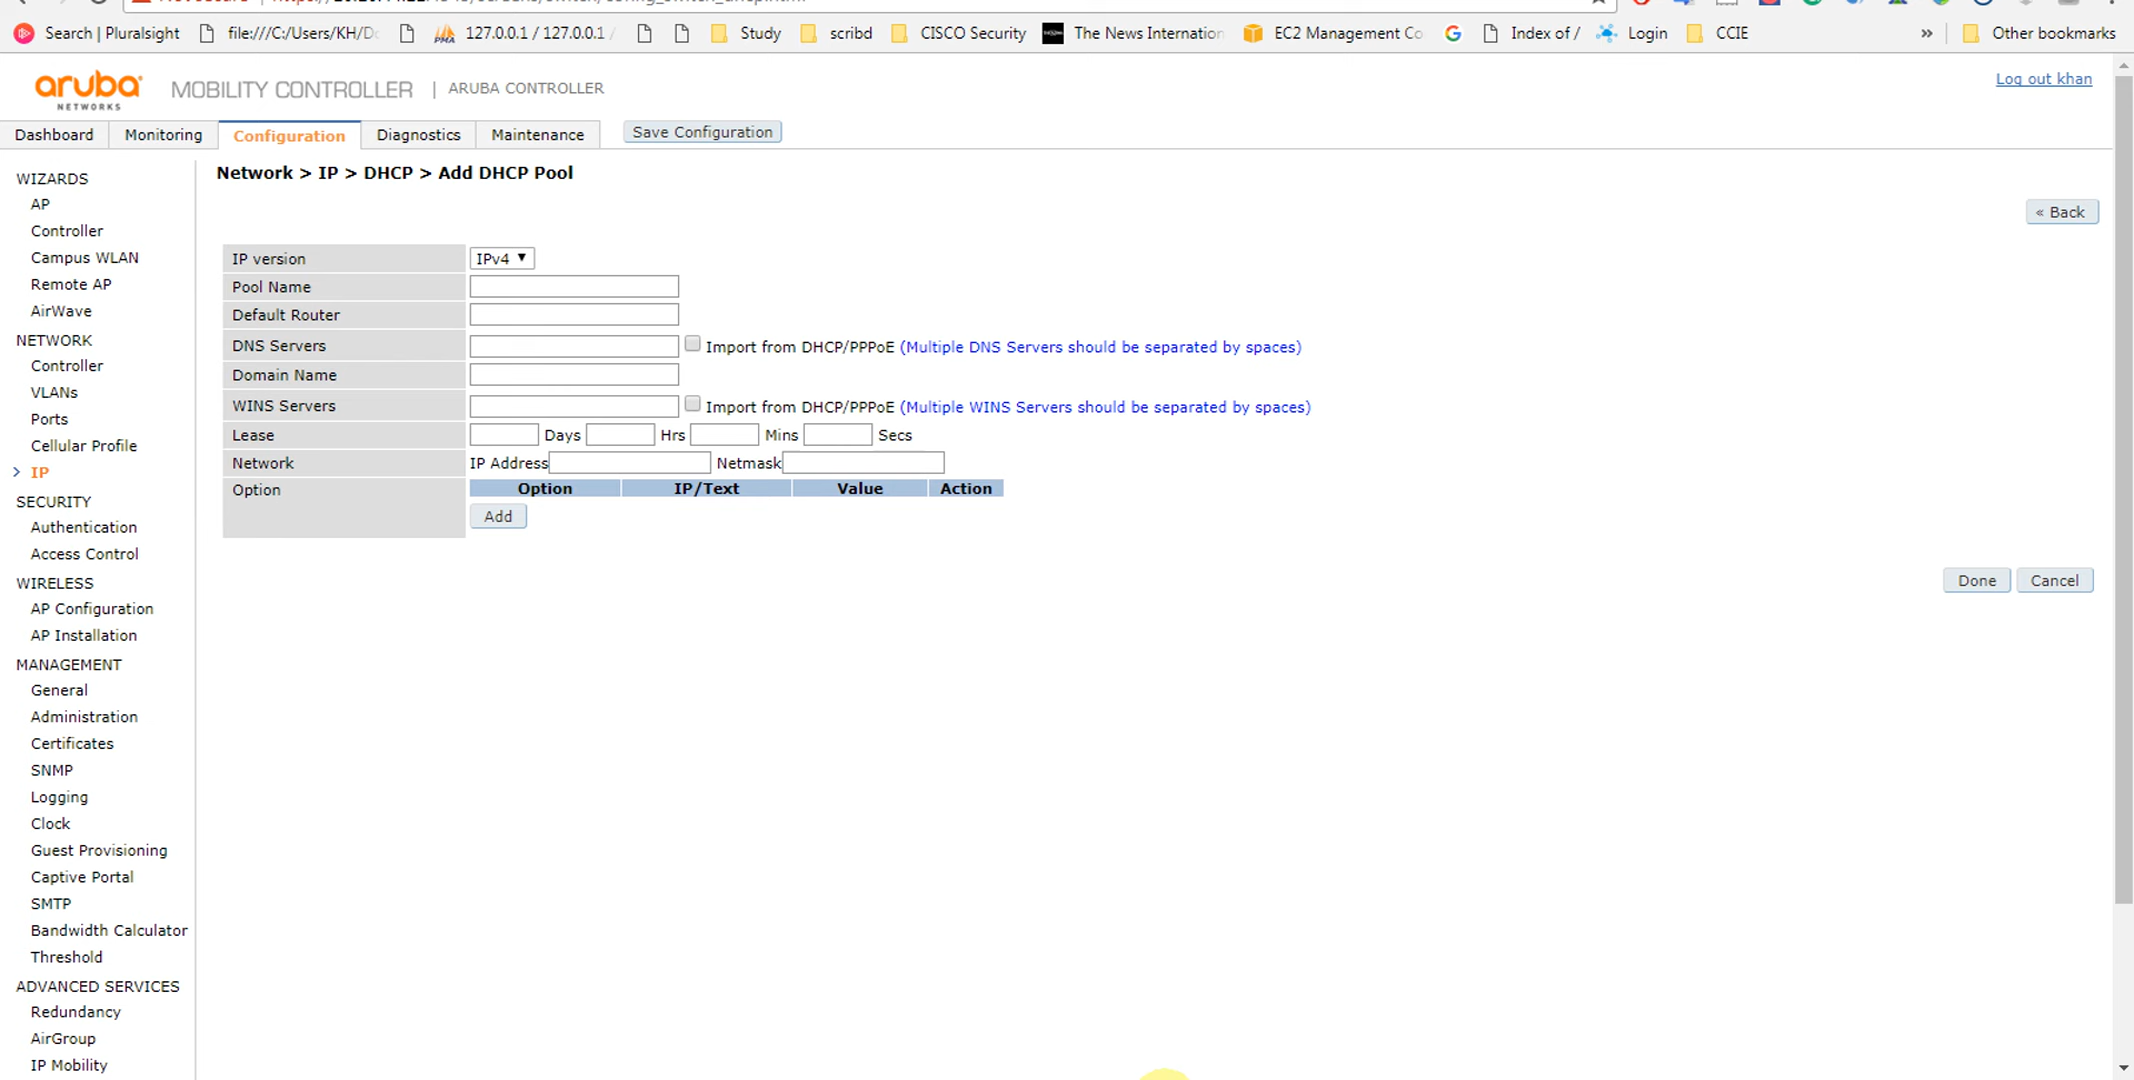 Search | Pluralsight file:///C:/Users/KH/Do 127.0.0.1 / 127.0.0.1 / Study scribd CISCO Security The News Internation EC2 Management Co Index of / Login CCIE » Other bookmarks
aruba NETWORKS MOBILITY CONTROLLER | ARUBA CONTROLLER Log out khan
Dashboard Monitoring Configuration Diagnostics Maintenance Save Configuration
Network > IP > DHCP > Add DHCP Pool
« Back
WIZARDS
AP
Controller
Campus WLAN
Remote AP
AirWave
NETWORK
Controller
VLANs
Ports
Cellular Profile
> IP
SECURITY
Authentication
Access Control
WIRELESS
AP Configuration
AP Installation
MANAGEMENT
General
Administration
Certificates
SNMP
Logging
Clock
Guest Provisioning
Captive Portal
SMTP
Bandwidth Calculator
Threshold
ADVANCED SERVICES
Redundancy
AirGroup
IP Mobility
IP version IPv4
Pool Name
Default Router
DNS Servers Import from DHCP/PPPoE (Multiple DNS Servers should be separated by spaces)
Domain Name
WINS Servers Import from DHCP/PPPoE (Multiple WINS Servers should be separated by spaces)
Lease Days Hrs Mins Secs
Network IP Address Netmask
Option Option IP/Text Value Action
Add
Done Cancel